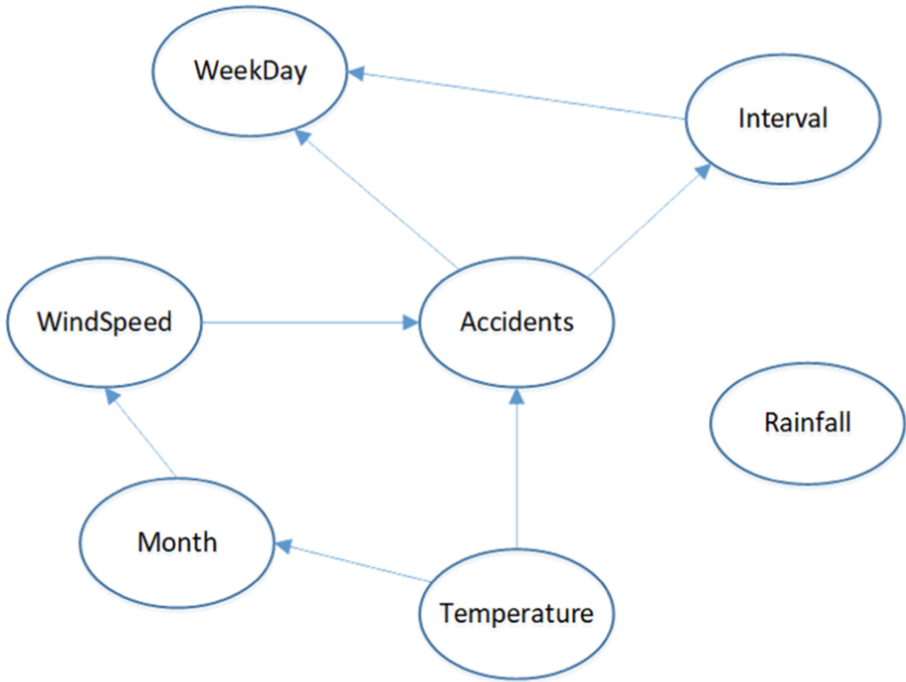 WeekDay
Interval
WindSpeed
Accidents
Rainfall
Month
Temperature